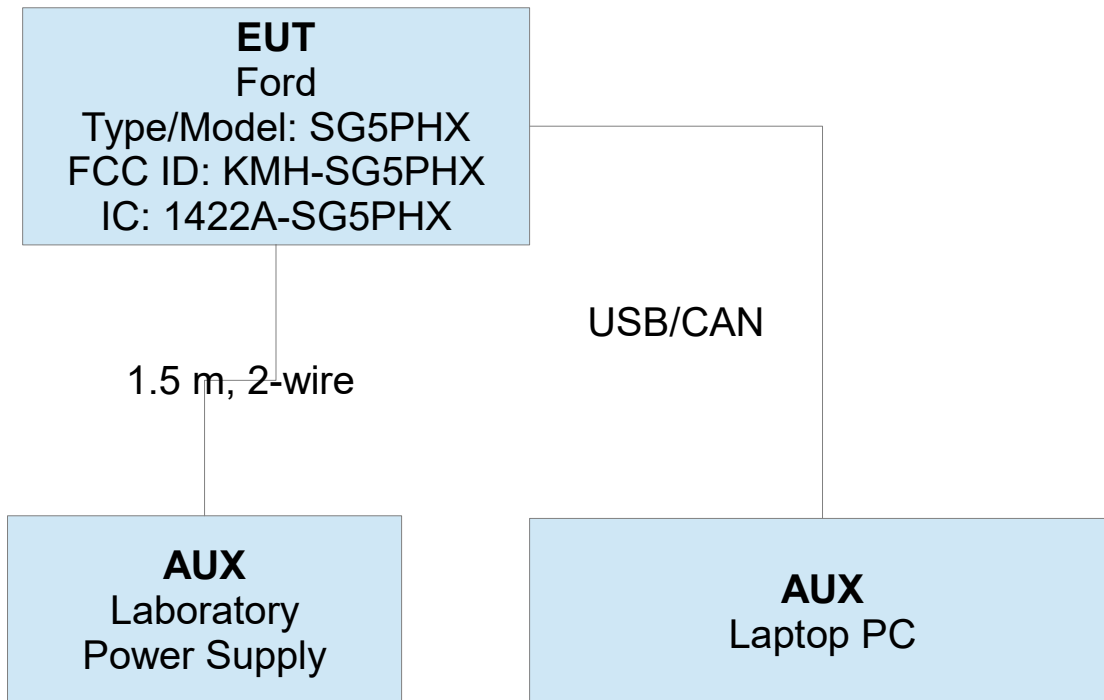 EUT
Ford
Type/Model: SG5PHX
FCC ID: KMH-SG5PHX
IC: 1422A-SG5PHX
USB/CAN
1.5 m, 2-wire
AUX
Laboratory
Power Supply
AUX
Laptop PC